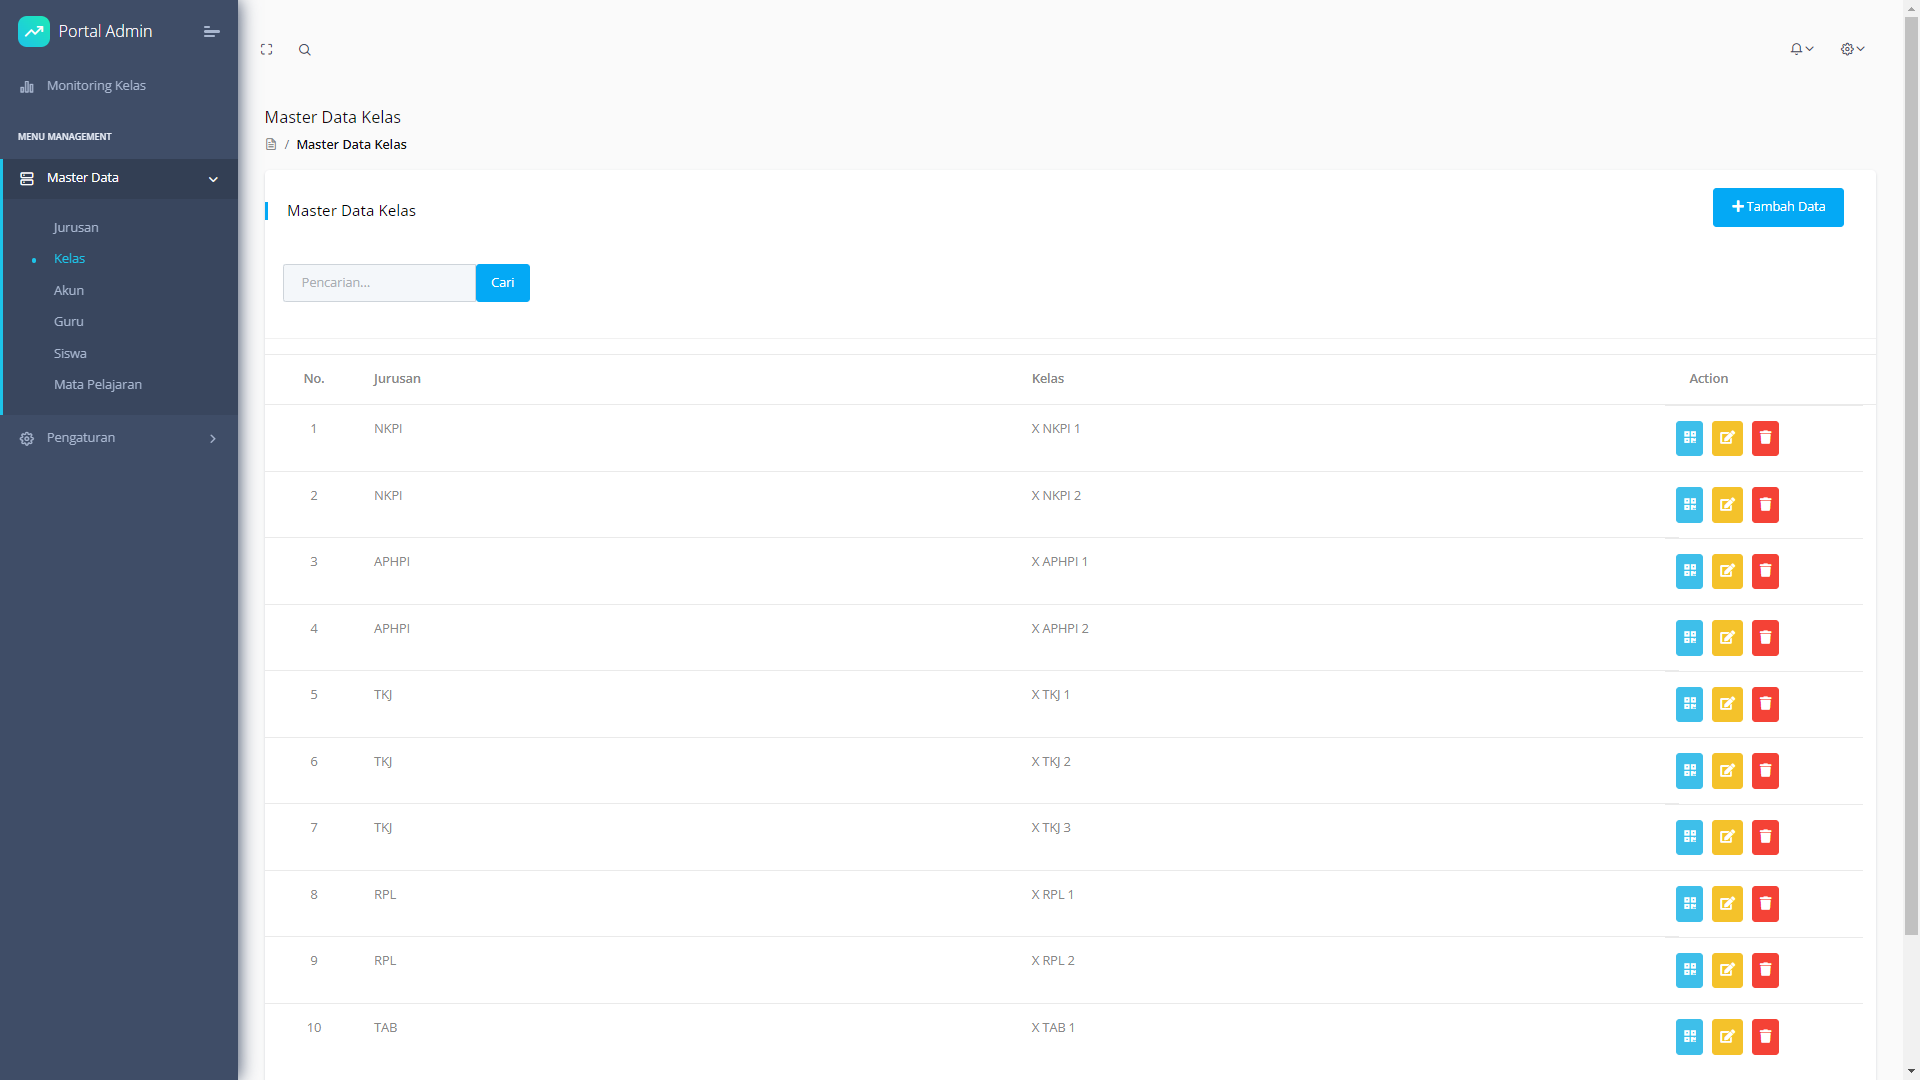 Portal Admin
Monitoring Kelas
MENU MANAGEMENT
Master Data
Jurusan
Kelas
Akun
Guru
Siswa
Mata Pelajaran
Pengaturan
Master Data Kelas
/ Master Data Kelas
Master Data Kelas
Tambah Data
Pencarian... Cari
No. Jurusan Kelas Action
1 NKPI X NKPI 1
2 NKPI X NKPI 2
3 APHPI X APHPI 1
4 APHPI X APHPI 2
5 TKJ X TKJ 1
6 TKJ X TKJ 2
7 TKJ X TKJ 3
8 RPL X RPL 1
9 RPL X RPL 2
10 TAB X TAB 1